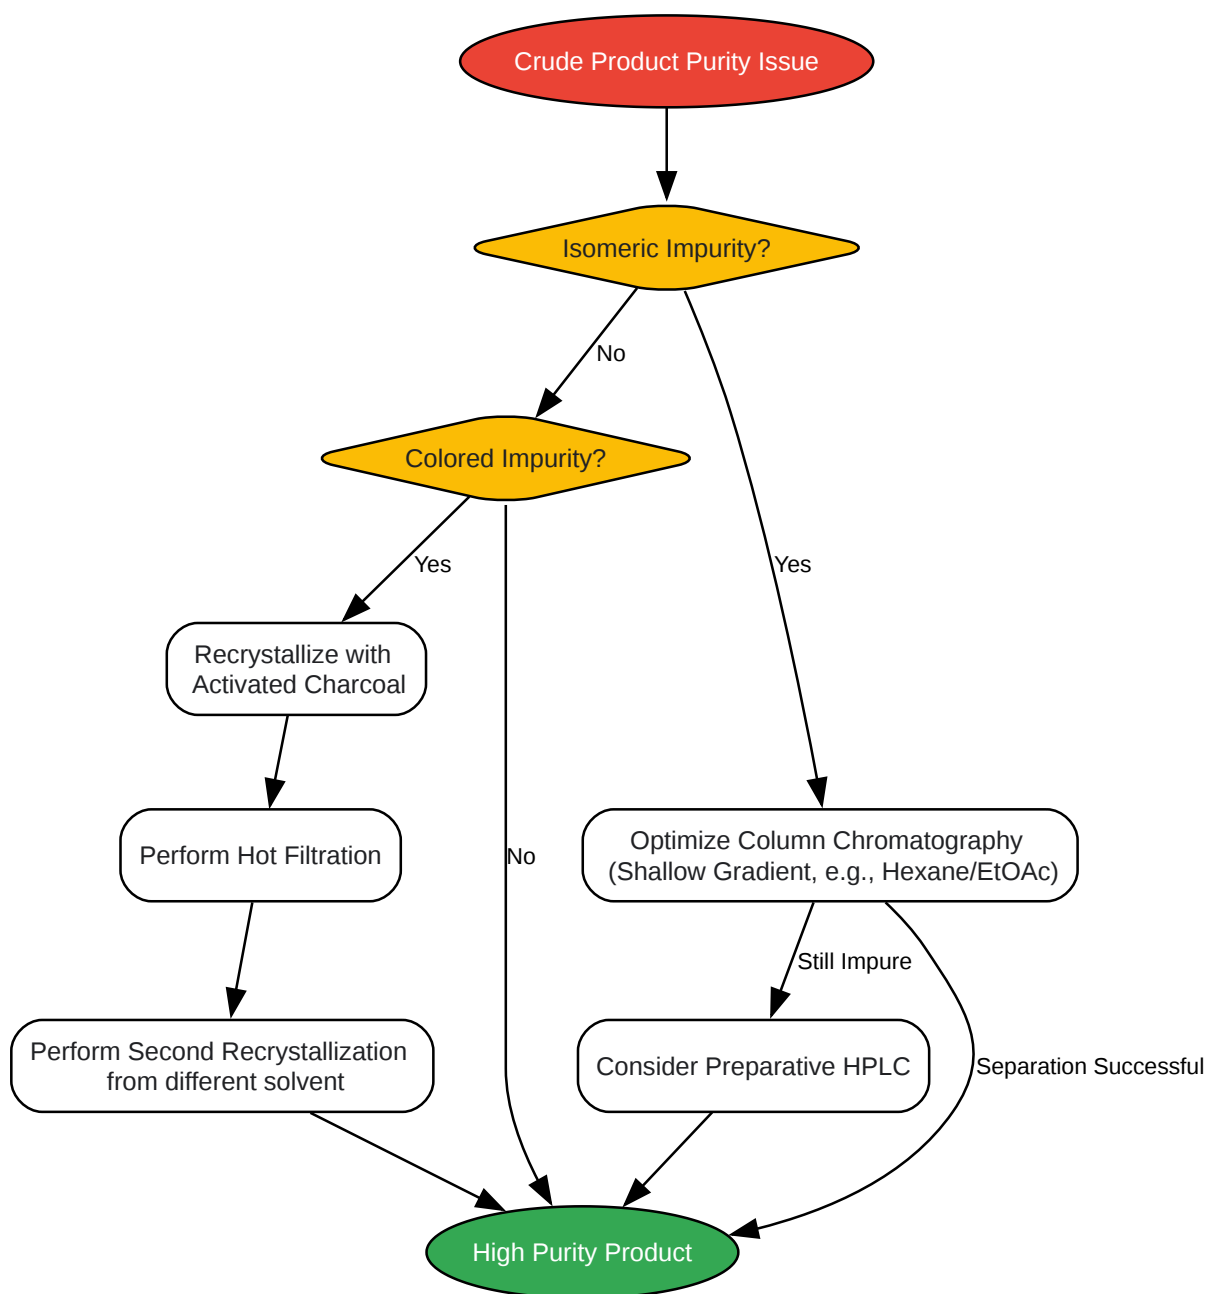 Crude Product Purity Issue
Isomeric Impurity?
No
Colored Impurity?
Yes
Yes
Recrystallize with
Activated Charcoal
Perform Hot Filtration
No
Optimize Column Chromatography
(Shallow Gradient, e.g., Hexane/EtOAc)
Still Impure
Perform Second Recrystallization
from different solvent
Consider Preparative HPLC
Separation Successful
High Purity Product